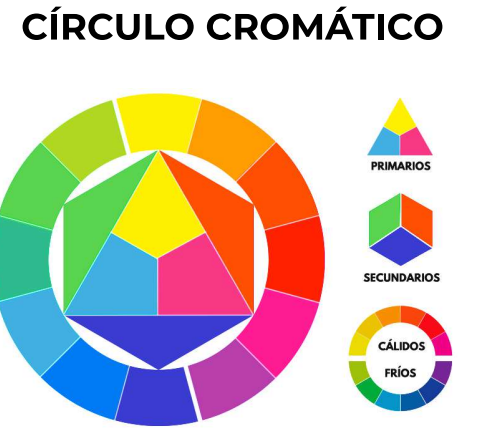 CÍRCULO CROMÁTICO
PRIMARIOS
SECUNDARIOS
CÁLIDOS
FRÍOS